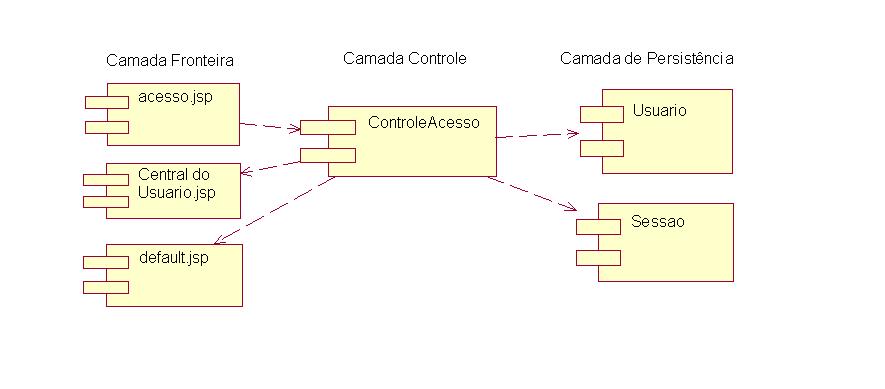 Camada Fronteira
Camada Controle
Camada de Persistência
acesso.jsp
ControleAcesso
Usuario
Central do
Usuario.jsp
Sessao
default.jsp